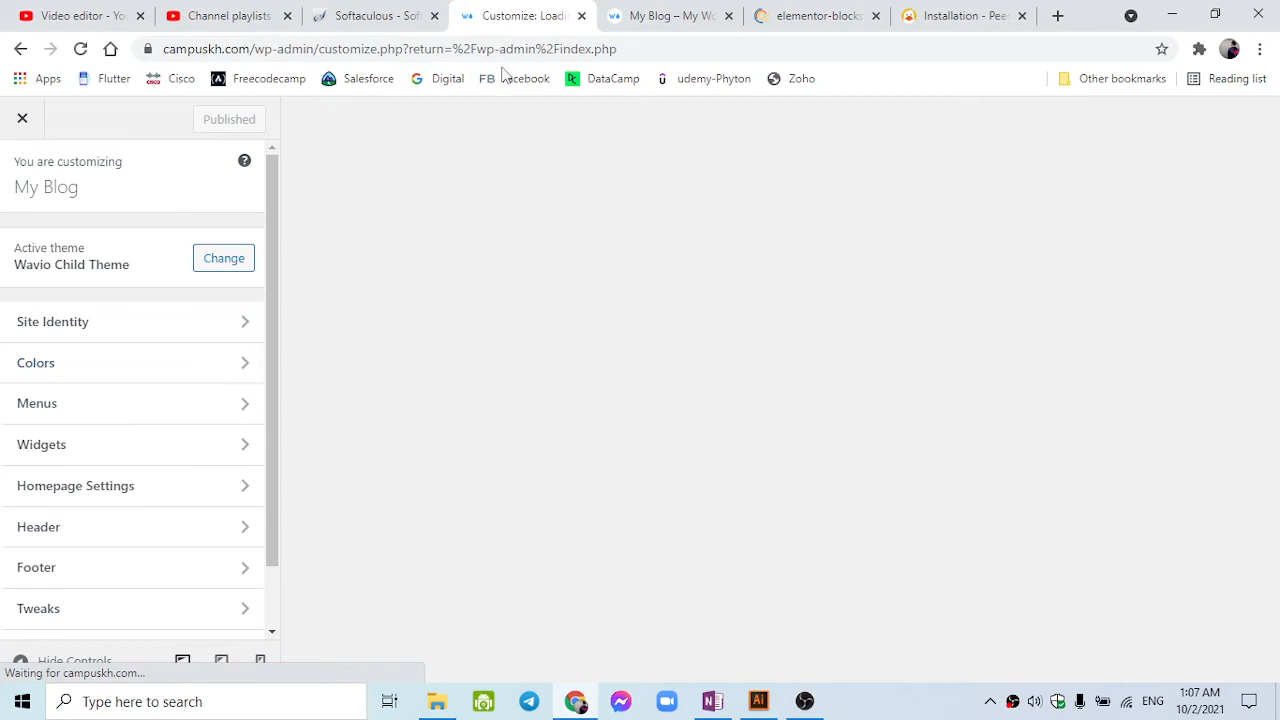 Video editor - Yo
Channel playlists
Softaculous - Sof
Customize: Loadi
My Blog – My Wo
elementor-blocks
Installation - Pee
campuskh.com/wp-admin/customize.php?return=%2Fwp-admin%2Findex.php
Apps
Flutter
Cisco
Freecodecamp
Salesforce
Digital
FB Facebook
DataCamp
udemy-Phyton
Zoho
Other bookmarks
Reading list
Published
You are customizing
My Blog
Active theme
Wavio Child Theme
Change
Site Identity
Colors
Menus
Widgets
Homepage Settings
Header
Footer
Tweaks
Hide Controls
Waiting for campuskh.com...
Type here to search
ENG
1:07 AM
10/2/2021